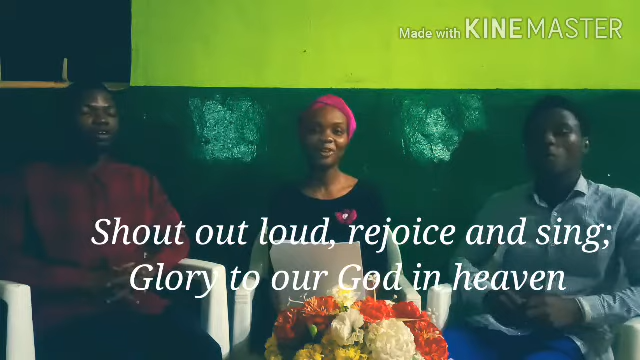 Made with KINEMASTER
Shout out loud, rejoice and sing;
Glory to our God in heaven